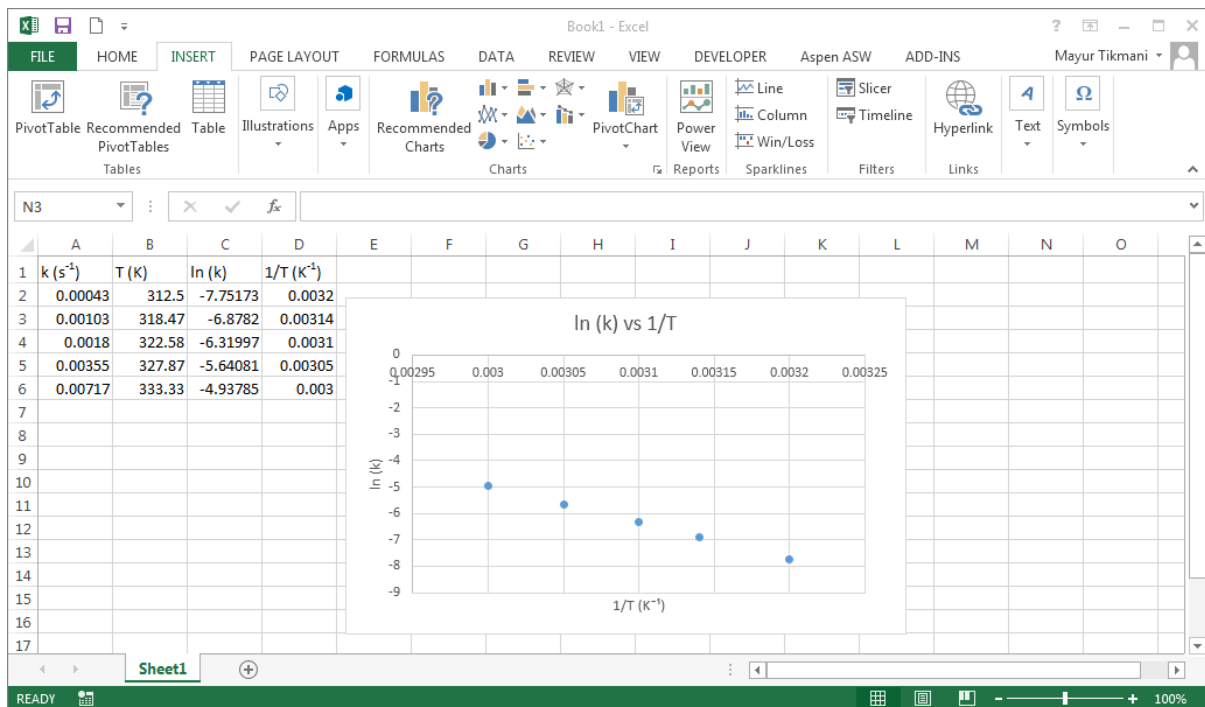 Book1 - Excel
?
FILE HOME INSERT PAGE LAYOUT FORMULAS DATA REVIEW VIEW DEVELOPER Aspen ASW ADD-INS Mayur Tikmani
PivotTable Recommended PivotTables Table Illustrations Apps Recommended Charts PivotChart Power View Line Column Win/Loss Slicer Timeline Hyperlink Text Symbols
Tables Charts Reports Sparklines Filters Links
N3 fx
A B C D E F G H I J K L M N O
1 k (s⁻¹) T (K) ln (k) 1/T (K⁻¹)
2 0.00043 312.5 -7.75173 0.0032
3 0.00103 318.47 -6.8782 0.00314
4 0.0018 322.58 -6.31997 0.0031
5 0.00355 327.87 -5.64081 0.00305
6 0.00717 333.33 -4.93785 0.003
7
8
9
10
11
12
13
14
15
16
17
ln (k) vs 1/T
0
0.00295 0.003 0.00305 0.0031 0.00315 0.0032 0.00325
-1
-2
-3
-4
-5
-6
-7
-8
-9
ln (k)
1/T (K⁻¹)
Sheet1
READY 100%